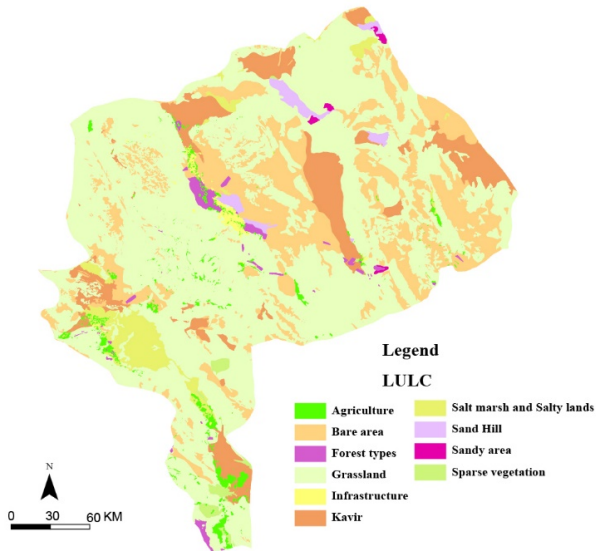 Legend
LULC
Agriculture
Bare area
Forest types
Grassland
Infrastructure
Kavir
Salt marsh and Salty lands
Sand Hill
Sandy area
Sparse vegetation
N
0 30 60 KM